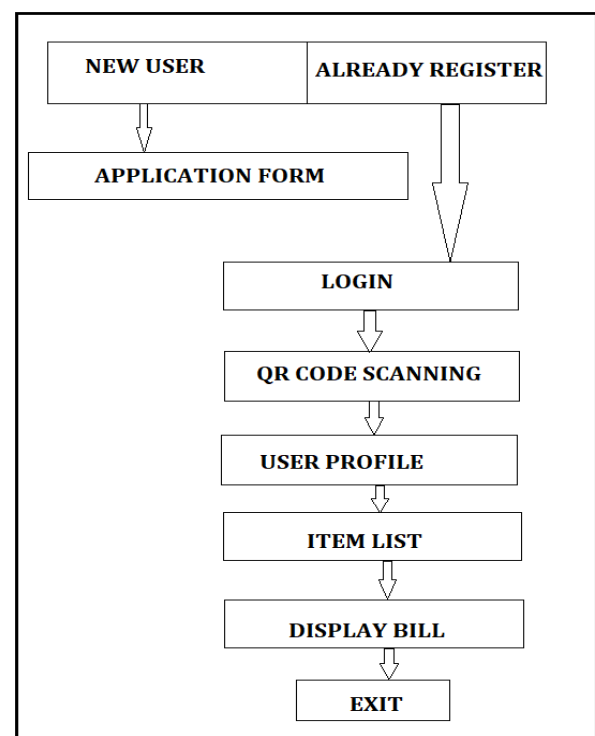 NEW USER
ALREADY REGISTER
APPLICATION FORM
LOGIN
QR CODE SCANNING
USER PROFILE
ITEM LIST
DISPLAY BILL
EXIT